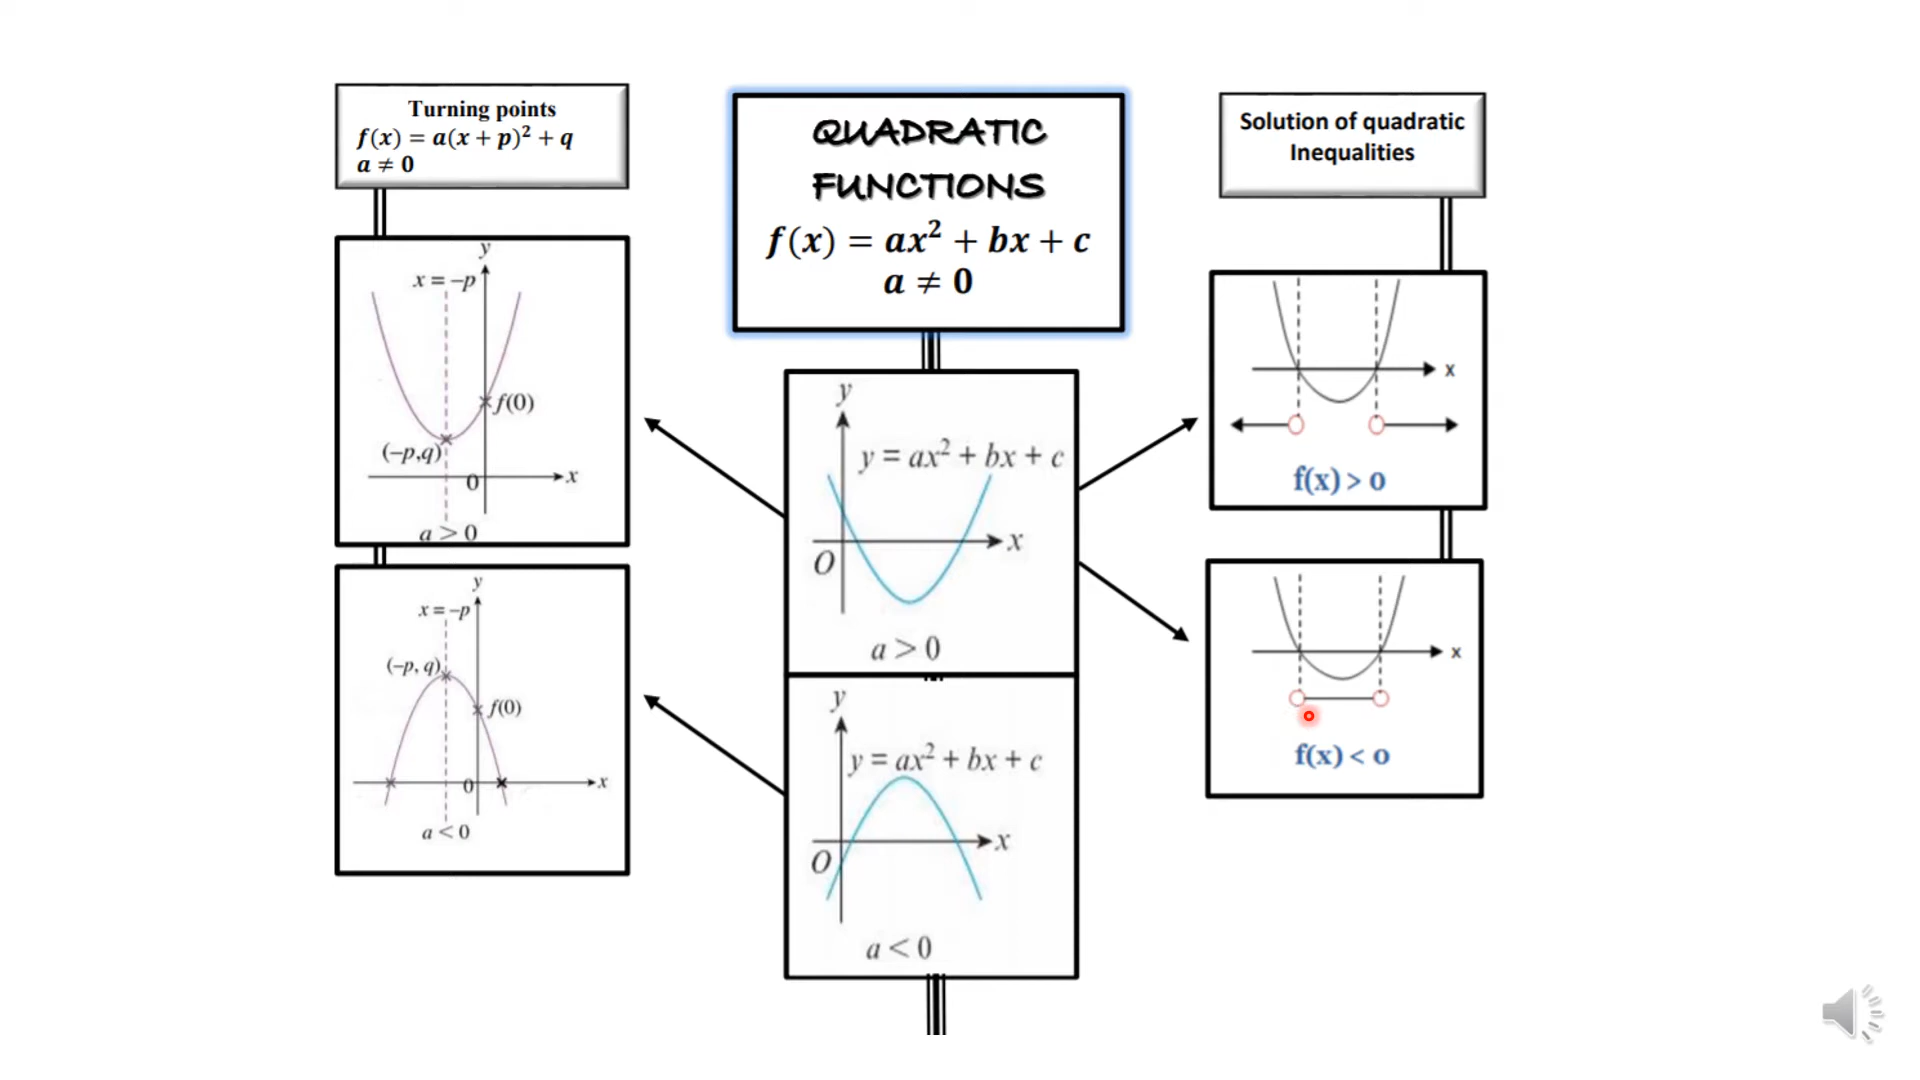 Turning points
f(x) = a(x + p)² + q
a ≠ 0
y
x = −p
f(0)
(−p,q)
0
x
a > 0
y
x = −p
(−p, q)
f(0)
0
x
a < 0
QUADRATIC
FUNCTIONS
f(x) = ax² + bx + c
a ≠ 0
y
y = ax² + bx + c
x
O
a > 0
y
y = ax² + bx + c
x
O
a < 0
Solution of quadratic
Inequalities
x
f(x) > 0
x
f(x) < 0